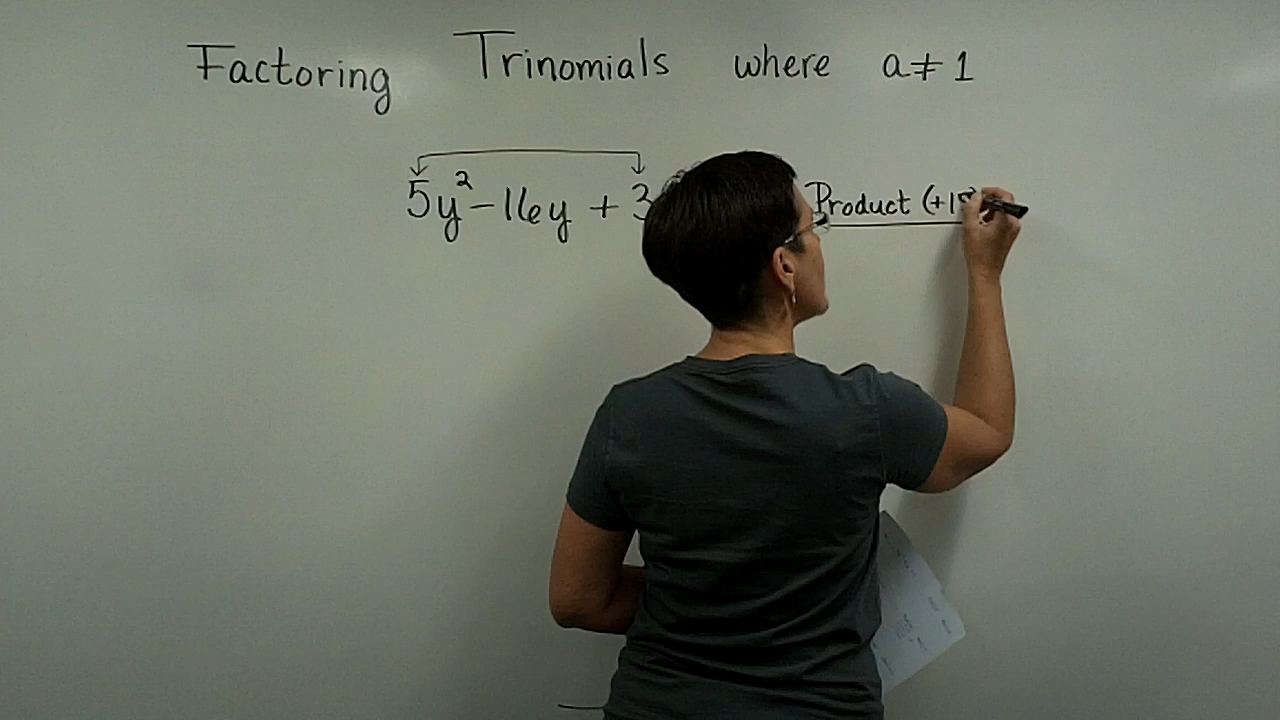 Factoring Trinomials where a ≠ 1
5y² - 16y + 3
Product (+15)